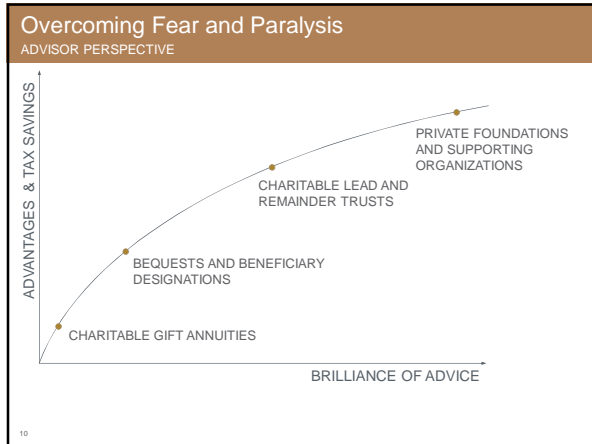 Overcoming Fear and Paralysis
ADVISOR PERSPECTIVE
ADVANTAGES & TAX SAVINGS
PRIVATE FOUNDATIONS
AND SUPPORTING
ORGANIZATIONS
CHARITABLE LEAD AND
REMAINDER TRUSTS
BEQUESTS AND BENEFICIARY
DESIGNATIONS
CHARITABLE GIFT ANNUITIES
BRILLIANCE OF ADVICE
10